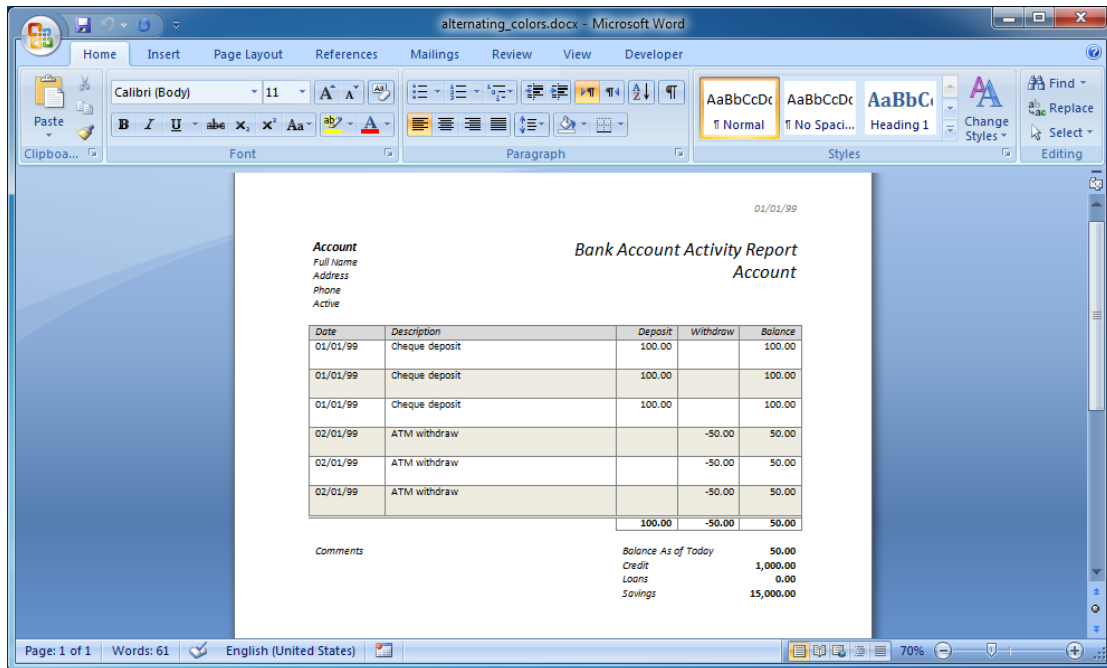 alternating_colors.docx - Microsoft Word
Home Insert Page Layout References Mailings Review View Developer
Calibri (Body) 11 A A Aa
Paste B I U abe X₂ X² Aa ab A
AaBbCcDc AaBbCcDc AaBbC
¶ Normal ¶ No Spaci... Heading 1
Change Styles
Find
Replace
Select
Clipboa... Font Paragraph Styles Editing
01/01/99
Account
Full Name
Address
Phone
Active
Bank Account Activity Report
Account
Date Description Deposit Withdraw Balance
01/01/99 Cheque deposit 100.00 100.00
01/01/99 Cheque deposit 100.00 100.00
01/01/99 Cheque deposit 100.00 100.00
02/01/99 ATM withdraw -50.00 50.00
02/01/99 ATM withdraw -50.00 50.00
02/01/99 ATM withdraw -50.00 50.00
100.00 -50.00 50.00
Comments Balance As of Today 50.00
Credit 1,000.00
Loans 0.00
Savings 15,000.00
Page: 1 of 1 Words: 61 English (United States) 70%